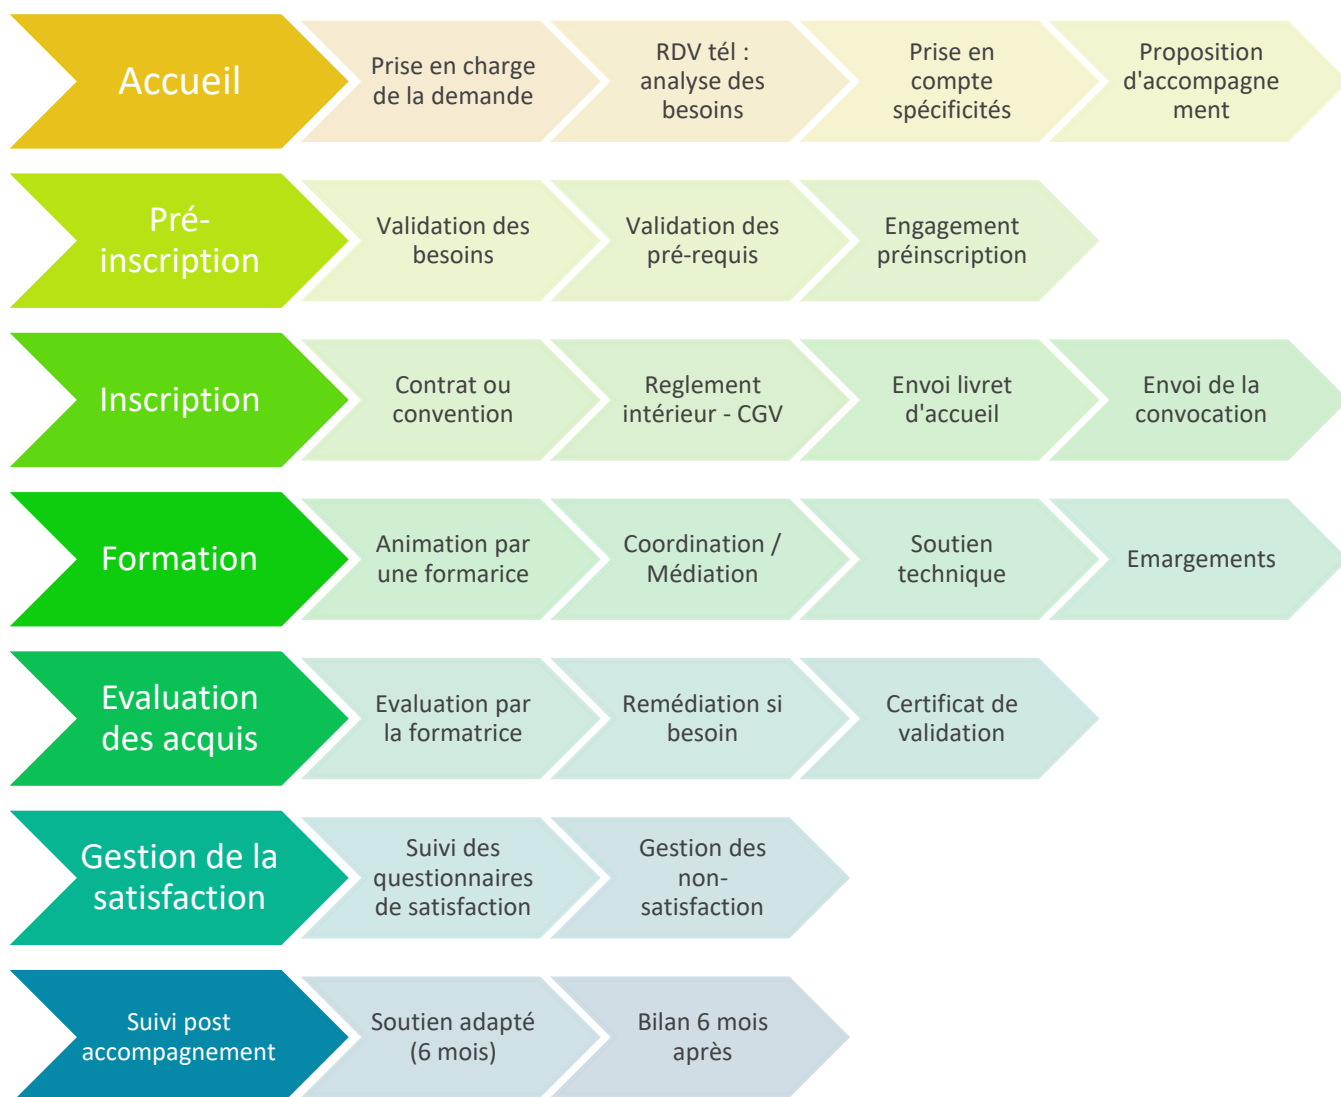 Accueil
Prise en charge
de la demande
RDV tél :
analyse des
besoins
Prise en
compte
spécificités
Proposition
d'accompagne
ment
Pré-
inscription
Validation des
besoins
Validation des
pré-requis
Engagement
préinscription
Inscription
Contrat ou
convention
Reglement
intérieur - CGV
Envoi livret
d'accueil
Envoi de la
convocation
Formation
Animation par
une formarice
Coordination /
Médiation
Soutien
technique
Emargements
Evaluation
des acquis
Evaluation par
la formatrice
Remédiation si
besoin
Certificat de
validation
Gestion de la
satisfaction
Suivi des
questionnaires
de satisfaction
Gestion des
non-
satisfaction
Suivi post
accompagnement
Soutien adapté
(6 mois)
Bilan 6 mois
après